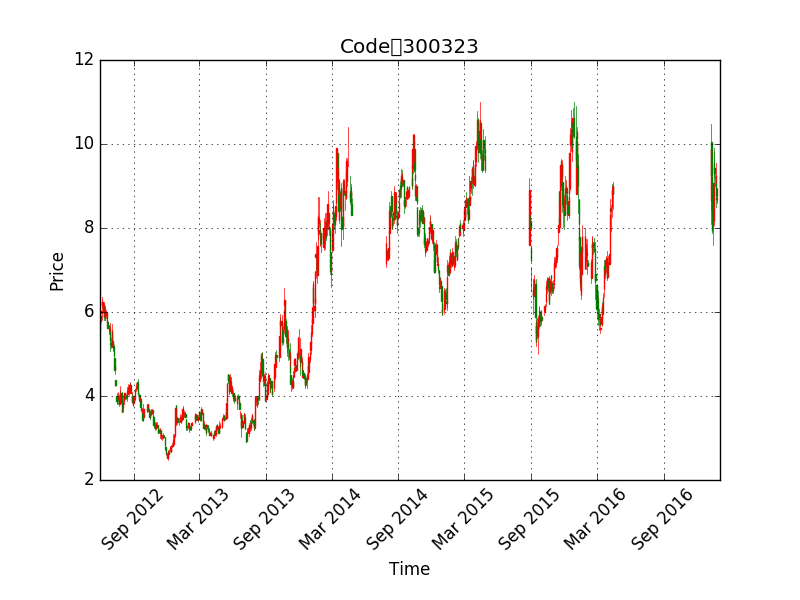 Code▯300323
12
10
8
6
4
2
Price
Sep 2012
Mar 2013
Sep 2013
Mar 2014
Sep 2014
Mar 2015
Sep 2015
Mar 2016
Sep 2016
Time